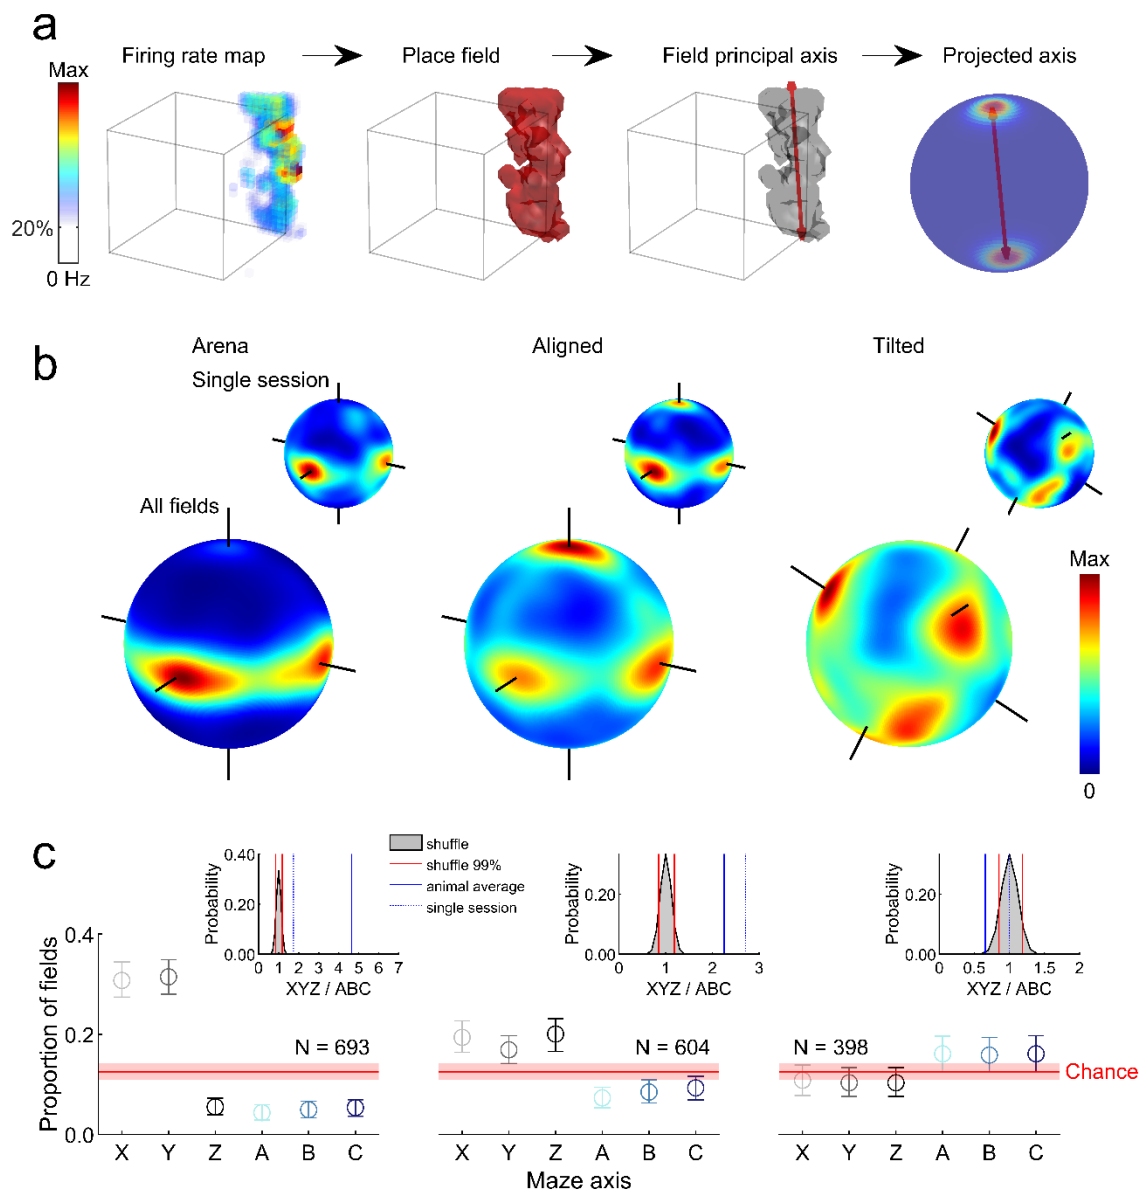 a
Firing rate map
Place field
Field principal axis
Projected axis
Max
20%
0 Hz
b
Arena
Aligned
Tilted
Single session
All fields
Max
0
c
shuffle
shuffle 99%
animal average
single session
Probability
0.40
0.20
0.00
0 1 2 3 4 5 6 7
XYZ / ABC
Probability
0.20
0.00
0 1 2 3
XYZ / ABC
Probability
0.20
0.00
0 0.5 1 1.5 2
XYZ / ABC
Proportion of fields
0.4
0.2
0.0
N = 693
N = 604
N = 398
Chance
X Y Z A B C
X Y Z A B C
X Y Z A B C
Maze axis